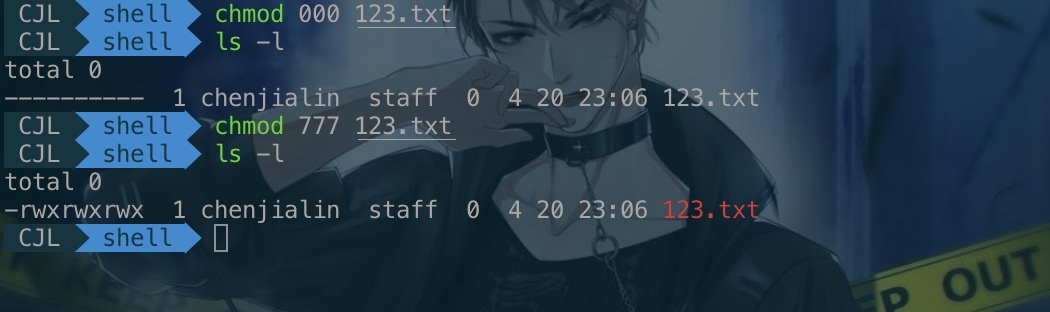 CJL shell chmod 000 123.txt
CJL shell ls -l
total 0
---------- 1 chenjialin staff 0 4 20 23:06 123.txt
CJL shell chmod 777 123.txt
CJL shell ls -l
total 0
-rwxrwxrwx 1 chenjialin staff 0 4 20 23:06 123.txt
CJL shell
KEEP
EP OUT